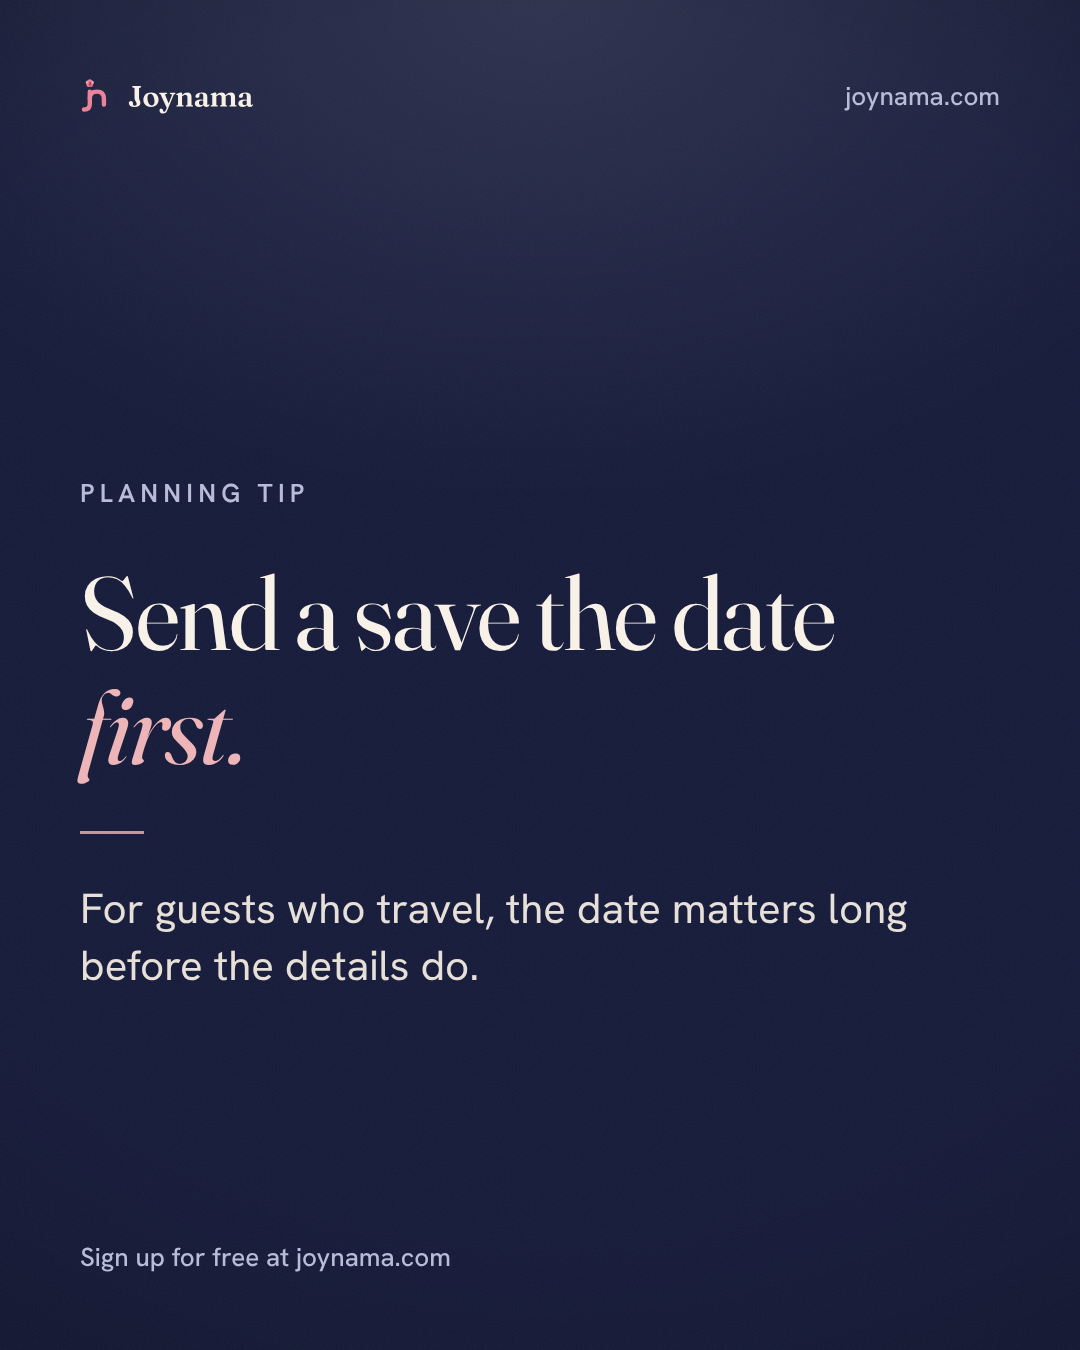 Joynama
joynama.com
PLANNING TIP
Send a save the date
first.
For guests who travel, the date matters long
before the details do.
Sign up for free at joynama.com